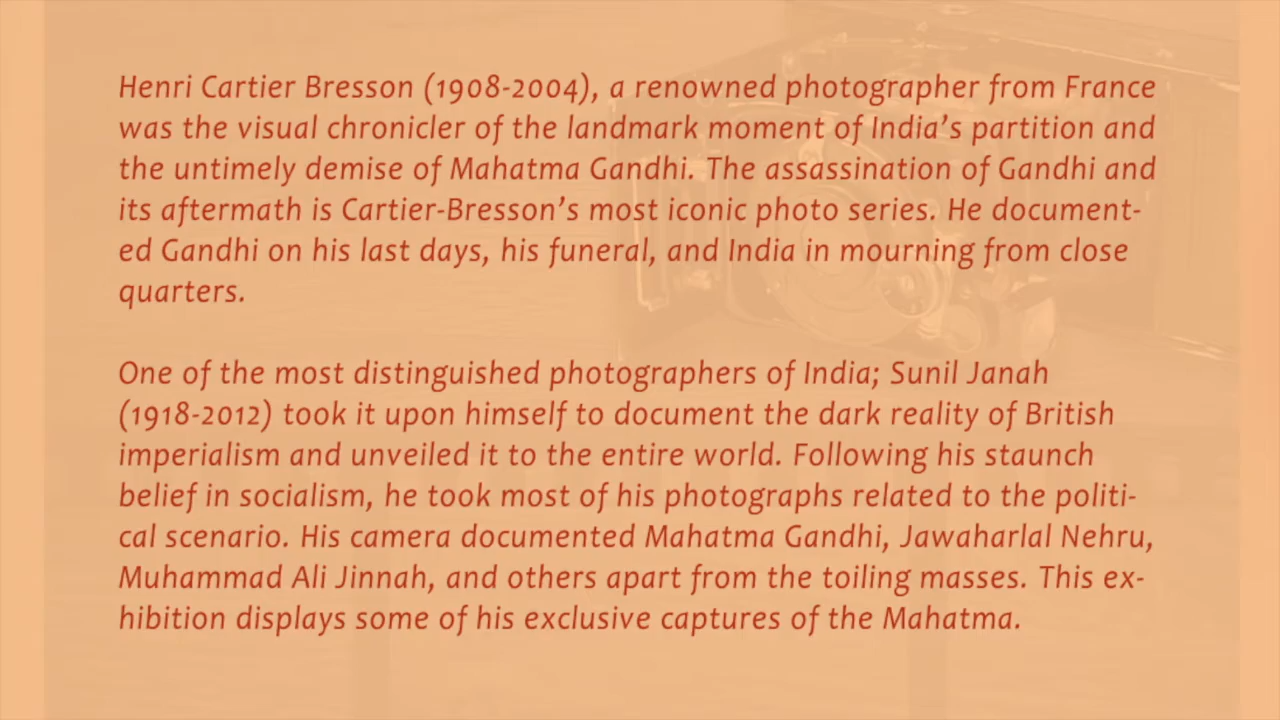 Henri Cartier Bresson (1908-2004), a renowned photographer from France
was the visual chronicler of the landmark moment of India’s partition and
the untimely demise of Mahatma Gandhi. The assassination of Gandhi and
its aftermath is Cartier-Bresson’s most iconic photo series. He document-
ed Gandhi on his last days, his funeral, and India in mourning from close
quarters.
One of the most distinguished photographers of India; Sunil Janah
(1918-2012) took it upon himself to document the dark reality of British
imperialism and unveiled it to the entire world. Following his staunch
belief in socialism, he took most of his photographs related to the politi-
cal scenario. His camera documented Mahatma Gandhi, Jawaharlal Nehru,
Muhammad Ali Jinnah, and others apart from the toiling masses. This ex-
hibition displays some of his exclusive captures of the Mahatma.